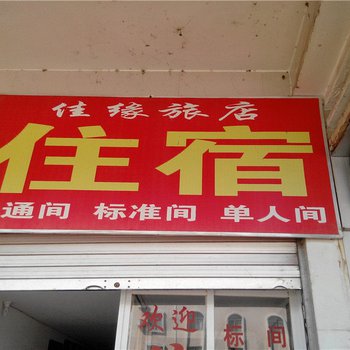 佳缘旅店
住宿
通间 标准间 单人间
欢迎
标间